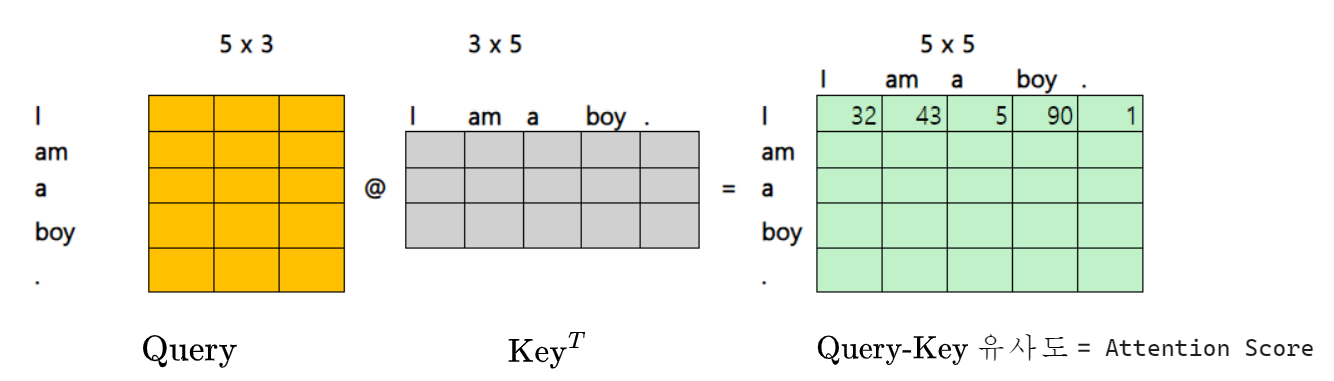 5 x 3
3 x 5
5 x 5
I am a boy .
I am a boy .
I
am
a
boy
.
@
=
I 32 43 5 90 1
am
a
boy
.
Query
Key^T
Query-Key 유사도 = Attention Score